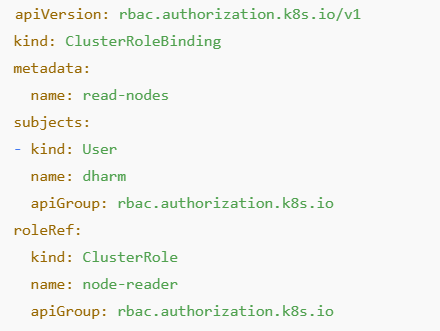 apiVersion: rbac.authorization.k8s.io/v1
kind: ClusterRoleBinding
metadata:
  name: read-nodes
subjects:
- kind: User
  name: dharm
  apiGroup: rbac.authorization.k8s.io
roleRef:
  kind: ClusterRole
  name: node-reader
  apiGroup: rbac.authorization.k8s.io